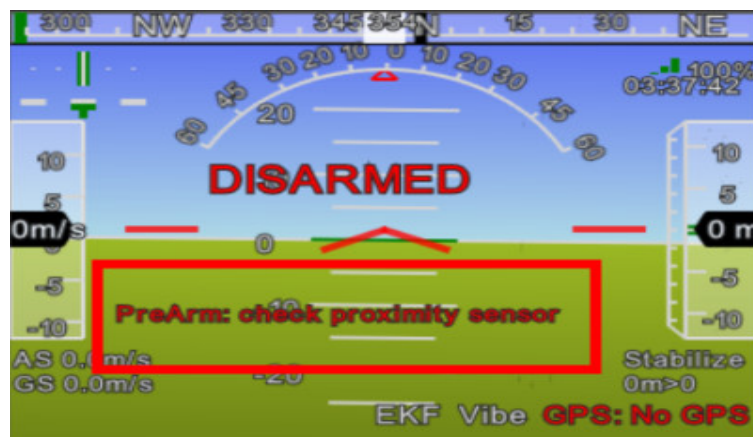 300 NW 330 345 354 N 15 30 NE
60 45 30 20 10 0 10 20 30 45 60
100%
03:37:42
20
10 10
5 5
DISARMED
0m/s 0 m
0
-5 -5
PreArm: check proximity sensor
-10 -10 -10
AS 0.0m/s Stabilize
GS 0.0m/s -20 0m>0
EKF Vibe GPS: No GPS